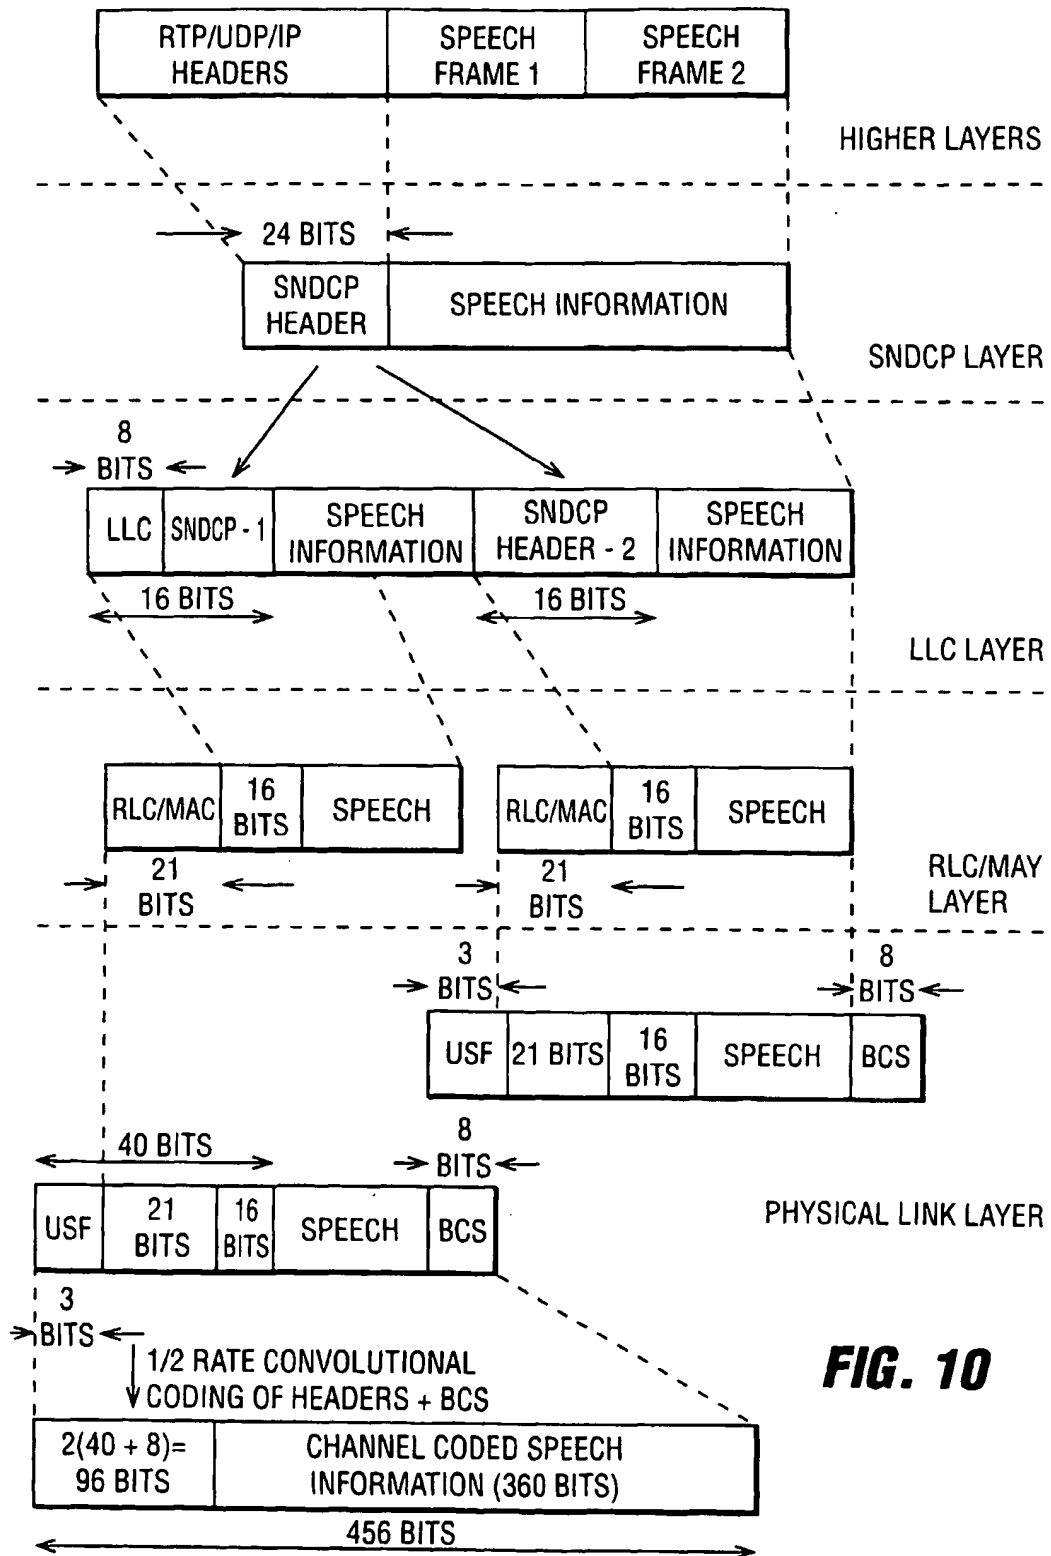 RTP/UDP/IP
HEADERS
SPEECH
FRAME 1
SPEECH
FRAME 2
HIGHER LAYERS
24 BITS
SNDCP
HEADER
SPEECH INFORMATION
SNDCP LAYER
8
BITS
LLC
SNDCP - 1
SPEECH
INFORMATION
SNDCP
HEADER - 2
SPEECH
INFORMATION
16 BITS
16 BITS
LLC LAYER
RLC/MAC
16
BITS
SPEECH
RLC/MAC
16
BITS
SPEECH
21
BITS
21
BITS
RLC/MAY
LAYER
3
BITS
8
BITS
USF
21 BITS
16
BITS
SPEECH
BCS
40 BITS
8
BITS
USF
21
BITS
16
BITS
SPEECH
BCS
PHYSICAL LINK LAYER
3
BITS
1/2 RATE CONVOLUTIONAL
CODING OF HEADERS + BCS
FIG. 10
2(40 + 8)=
96 BITS
CHANNEL CODED SPEECH
INFORMATION (360 BITS)
456 BITS